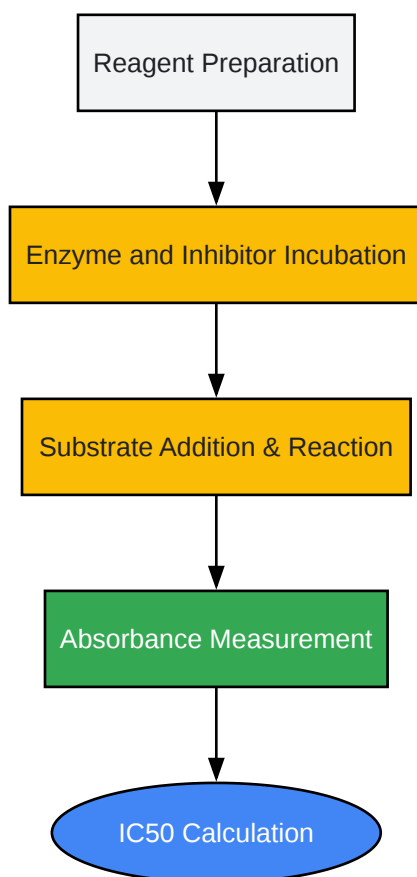 Reagent Preparation
Enzyme and Inhibitor Incubation
Substrate Addition & Reaction
Absorbance Measurement
IC50 Calculation